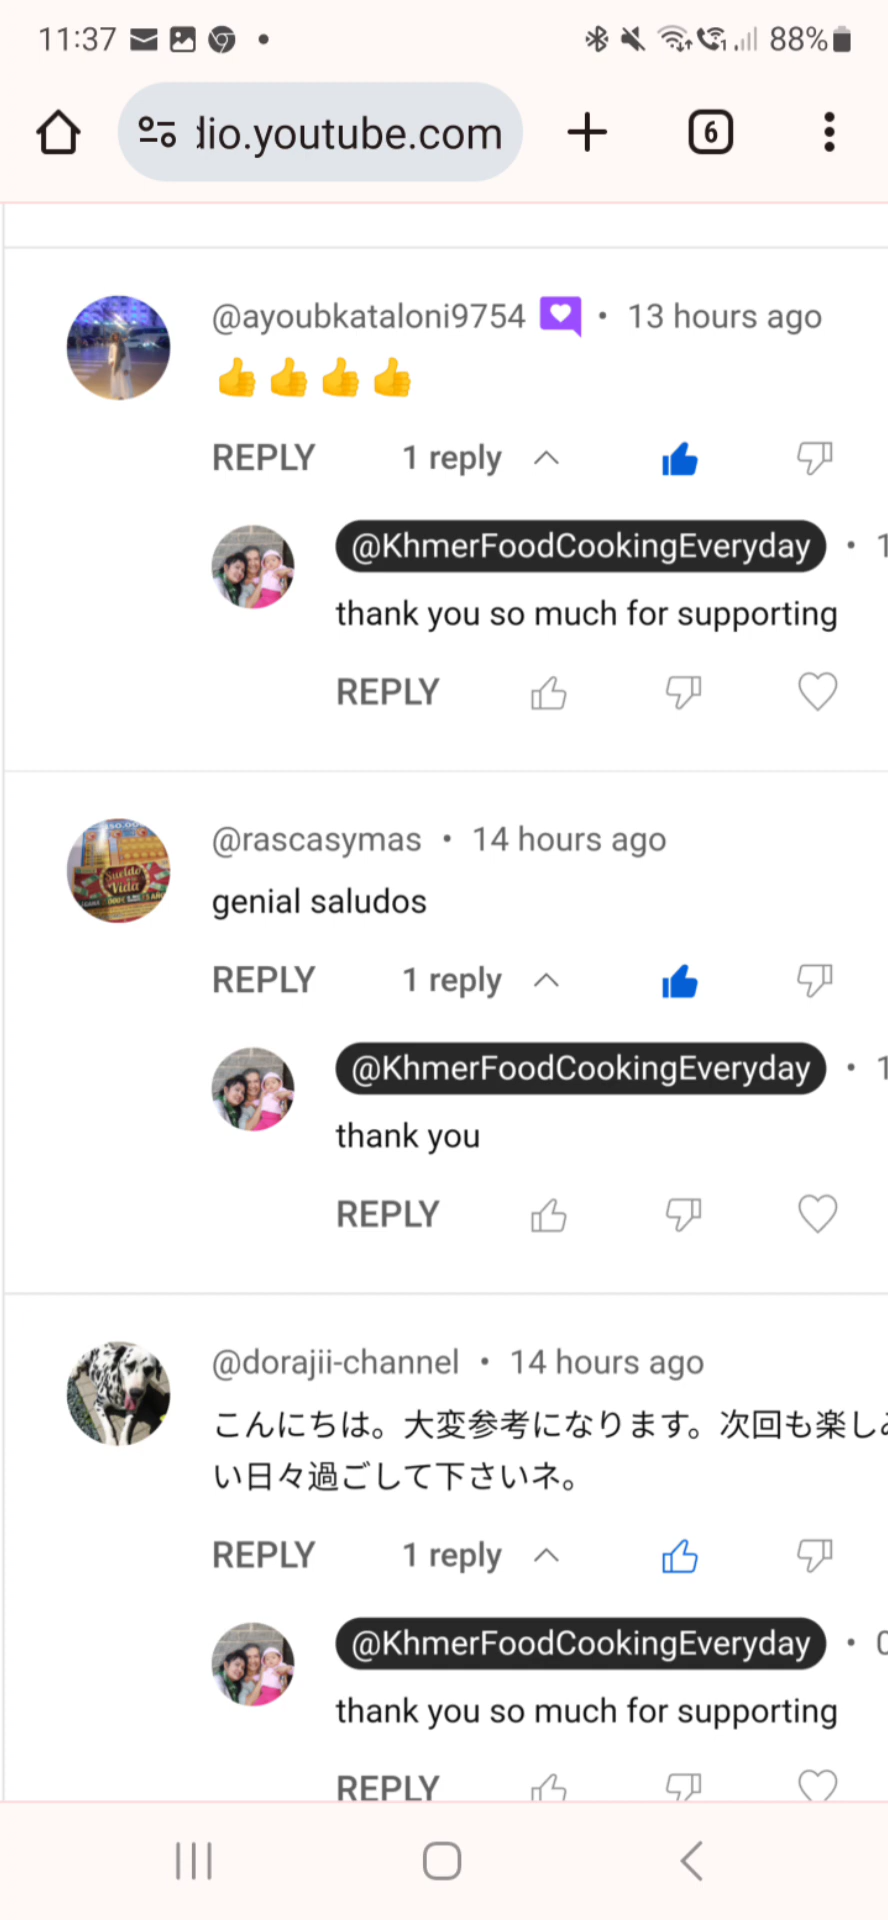 11:37
88%
dio.youtube.com
6
@ayoubkataloni9754 • 13 hours ago
👍👍👍👍
REPLY 1 reply
@KhmerFoodCookingEveryday • 1
thank you so much for supporting
REPLY
@rascasymas • 14 hours ago
Sueldo
Vida
genial saludos
REPLY 1 reply
@KhmerFoodCookingEveryday • 1
thank you
REPLY
@dorajii-channel • 14 hours ago
こんにちは。大変参考になります。次回も楽し
い日々過ごして下さいネ。
REPLY 1 reply
@KhmerFoodCookingEveryday •
thank you so much for supporting
REPLY